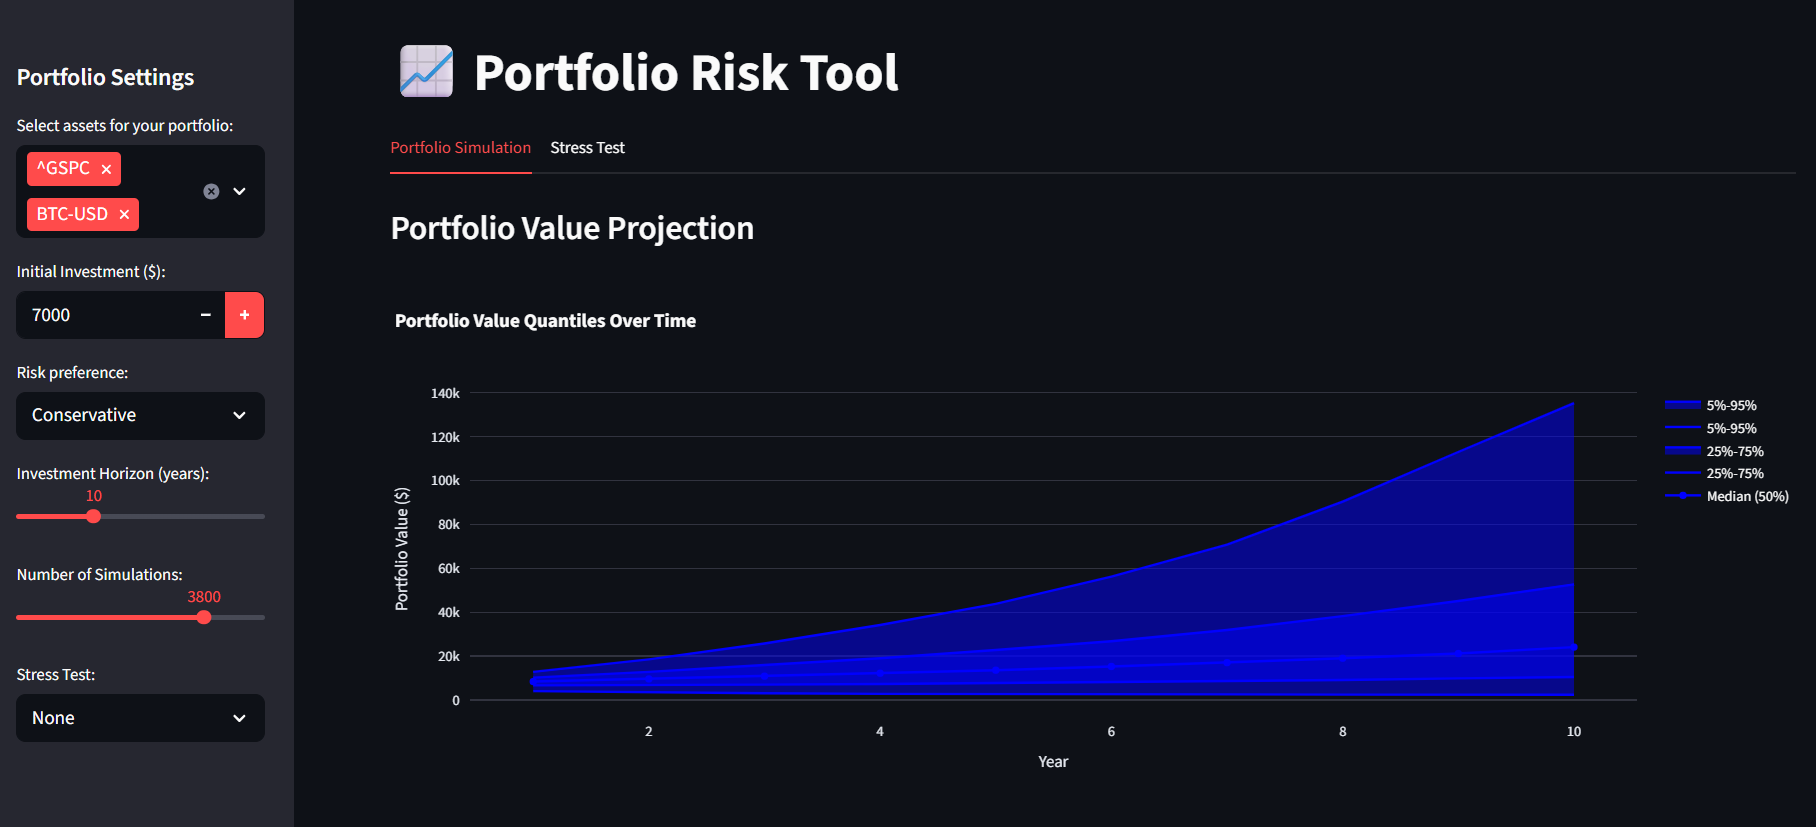 Portfolio Settings
Select assets for your portfolio:
^GSPC ×
BTC-USD ×
Initial Investment ($):
7000 − +
Risk preference:
Conservative
Investment Horizon (years):
10
Number of Simulations:
3800
Stress Test:
None
Portfolio Risk Tool
Portfolio Simulation Stress Test
Portfolio Value Projection
Portfolio Value Quantiles Over Time
Portfolio Value ($)
140k
120k
100k
80k
60k
40k
20k
0
2 4 6 8 10
Year
5%-95%
5%-95%
25%-75%
25%-75%
Median (50%)